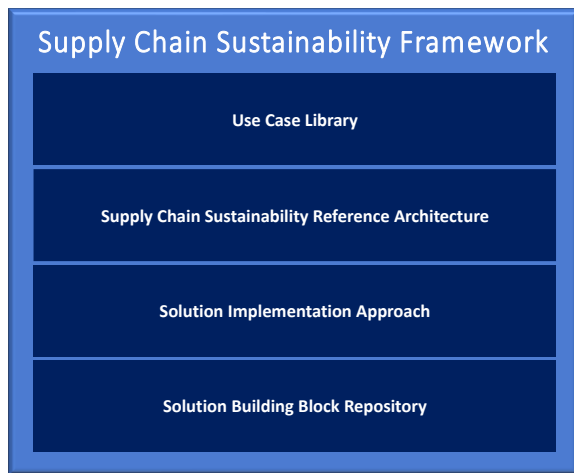 Supply Chain Sustainability Framework
Use Case Library
Supply Chain Sustainability Reference Architecture
Solution Implementation Approach
Solution Building Block Repository